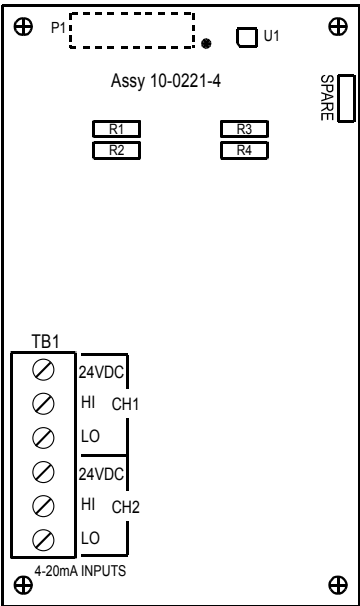 P1
U1
Assy 10-0221-4
SPARE
R1
R3
R2
R4
TB1
24VDC
HI
CH1
LO
24VDC
HI
CH2
LO
4-20mA INPUTS